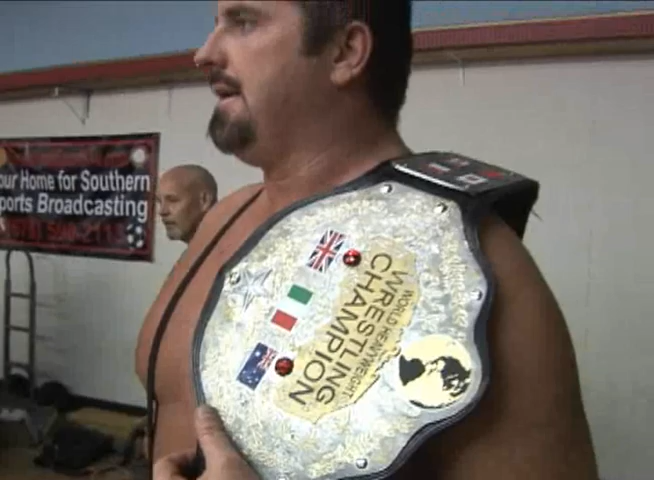 our Home for Southern
ports Broadcasting
WORLD HEAVYWEIGHT
WRESTLING
CHAMPION